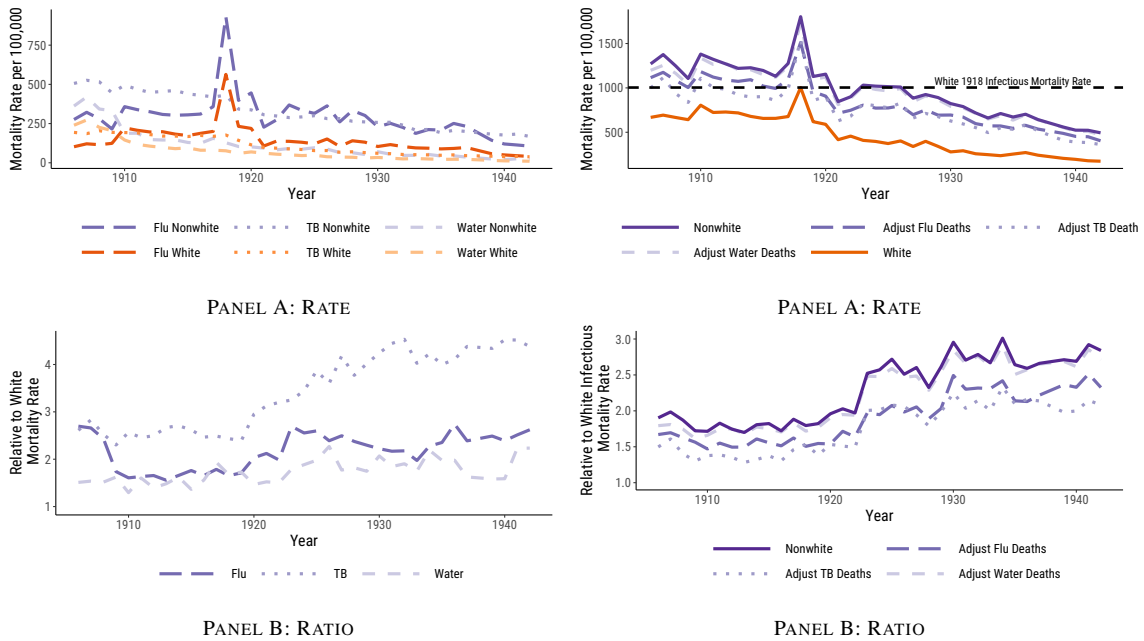 Mortality Rate per 100,000
750
500
250
0
1910
1920
1930
1940
Year
Flu Nonwhite
TB Nonwhite
Water Nonwhite
Flu White
TB White
Water White
PANEL A: RATE
Mortality Rate per 100,000
1500
1000
500
White 1918 Infectious Mortality Rate
1910
1920
1930
1940
Year
Nonwhite
Adjust Flu Deaths
Adjust TB Death
Adjust Water Deaths
White
PANEL A: RATE
Relative to White
Mortality Rate
4
3
2
1
1910
1920
1930
1940
Year
Flu
TB
Water
PANEL B: RATIO
Relative to White Infectious
Mortality Rate
3.0
2.5
2.0
1.5
1.0
1910
1920
1930
1940
Year
Nonwhite
Adjust Flu Deaths
Adjust TB Deaths
Adjust Water Deaths
PANEL B: RATIO